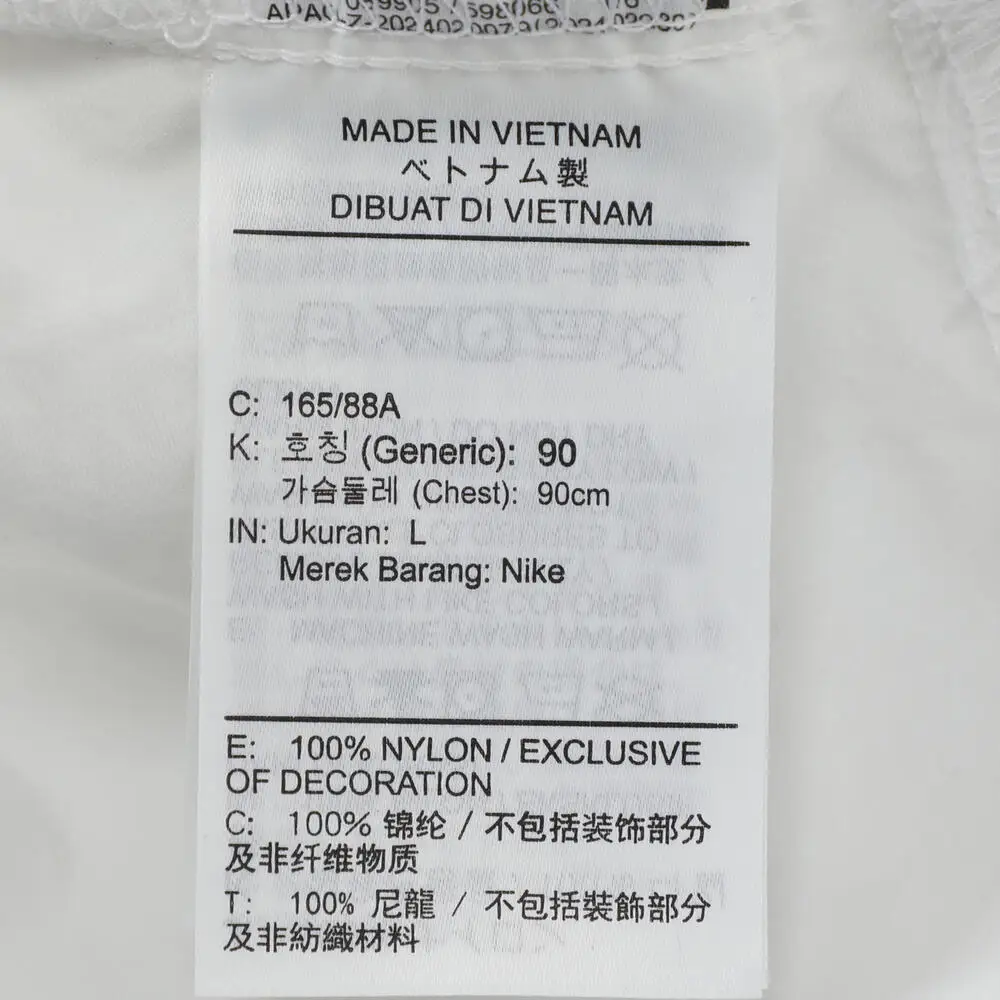 MADE IN VIETNAM
ベトナム製
DIBUAT DI VIETNAM
C: 165/88A
K: 호칭 (Generic): 90
가슴둘레 (Chest): 90cm
IN: Ukuran: L
Merek Barang: Nike
E: 100% NYLON / EXCLUSIVE
OF DECORATION
C: 100% 锦纶 / 不包括装饰部分
及非纤维物质
T: 100% 尼龍 / 不包括裝飾部分
及非紡織材料